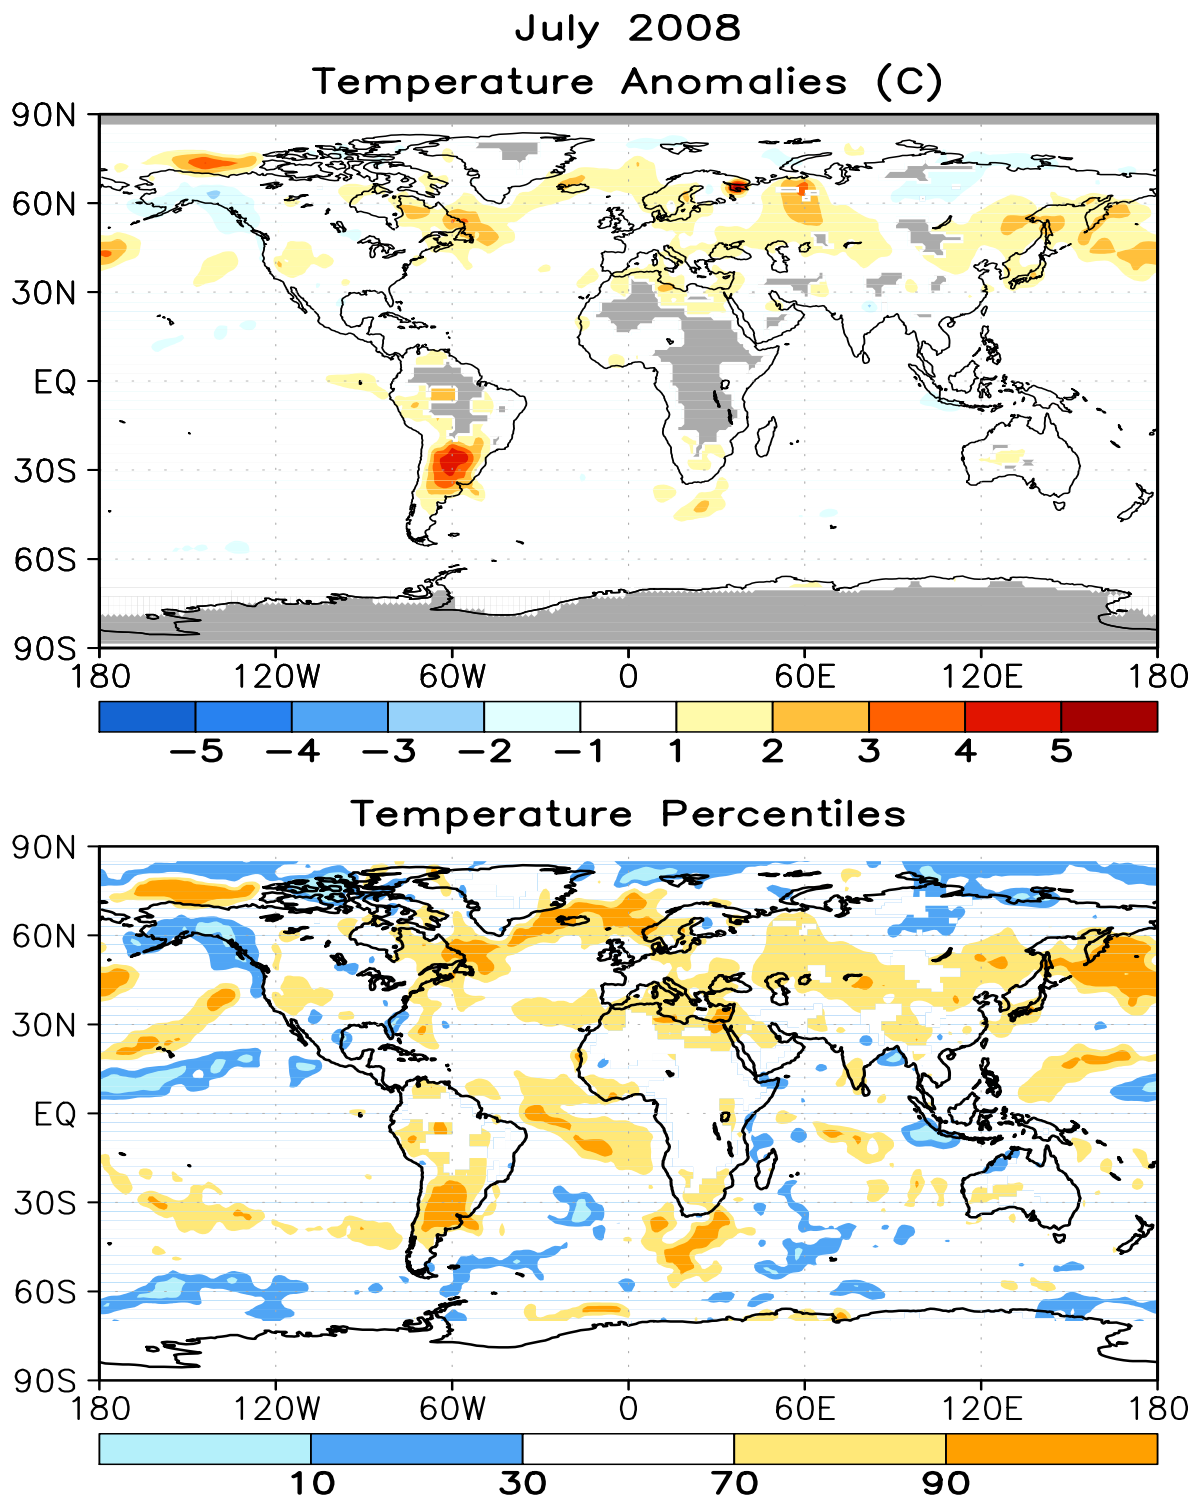 July 2008
Temperature Anomalies (C)
90N
60N
30N
EQ
30S
60S
90S
180 120W 60W 0 60E 120E 180
-5 -4 -3 -2 -1 1 2 3 4 5
Temperature Percentiles
90N
60N
30N
EQ
30S
60S
90S
180 120W 60W 0 60E 120E 180
10 30 70 90